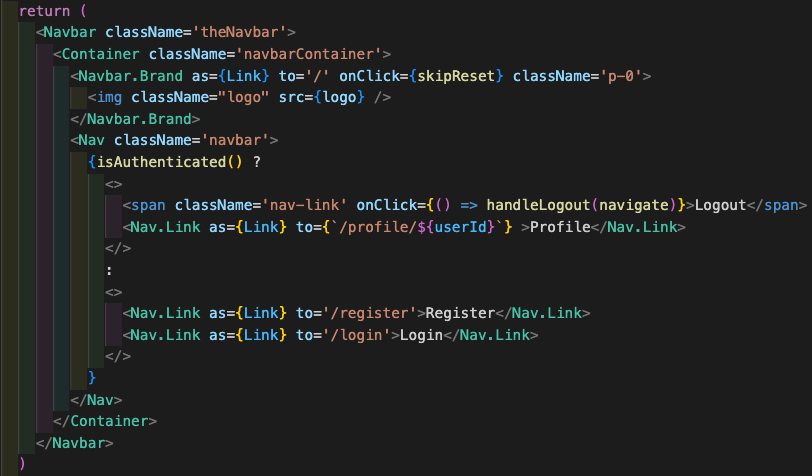 return (
<Navbar className='theNavbar'>
<Container className='navbarContainer'>
<Navbar.Brand as={Link} to='/' onClick={skipReset} className='p-0'>
<img className="logo" src={logo} />
</Navbar.Brand>
<Nav className='navbar'>
{isAuthenticated() ?
<>
<span className='nav-link' onClick={() => handleLogout(navigate)}>Logout</span>
<Nav.Link as={Link} to={`/profile/${userId}`} >Profile</Nav.Link>
</>
:
<>
<Nav.Link as={Link} to='/register'>Register</Nav.Link>
<Nav.Link as={Link} to='/login'>Login</Nav.Link>
</>
}
</Nav>
</Container>
</Navbar>
)